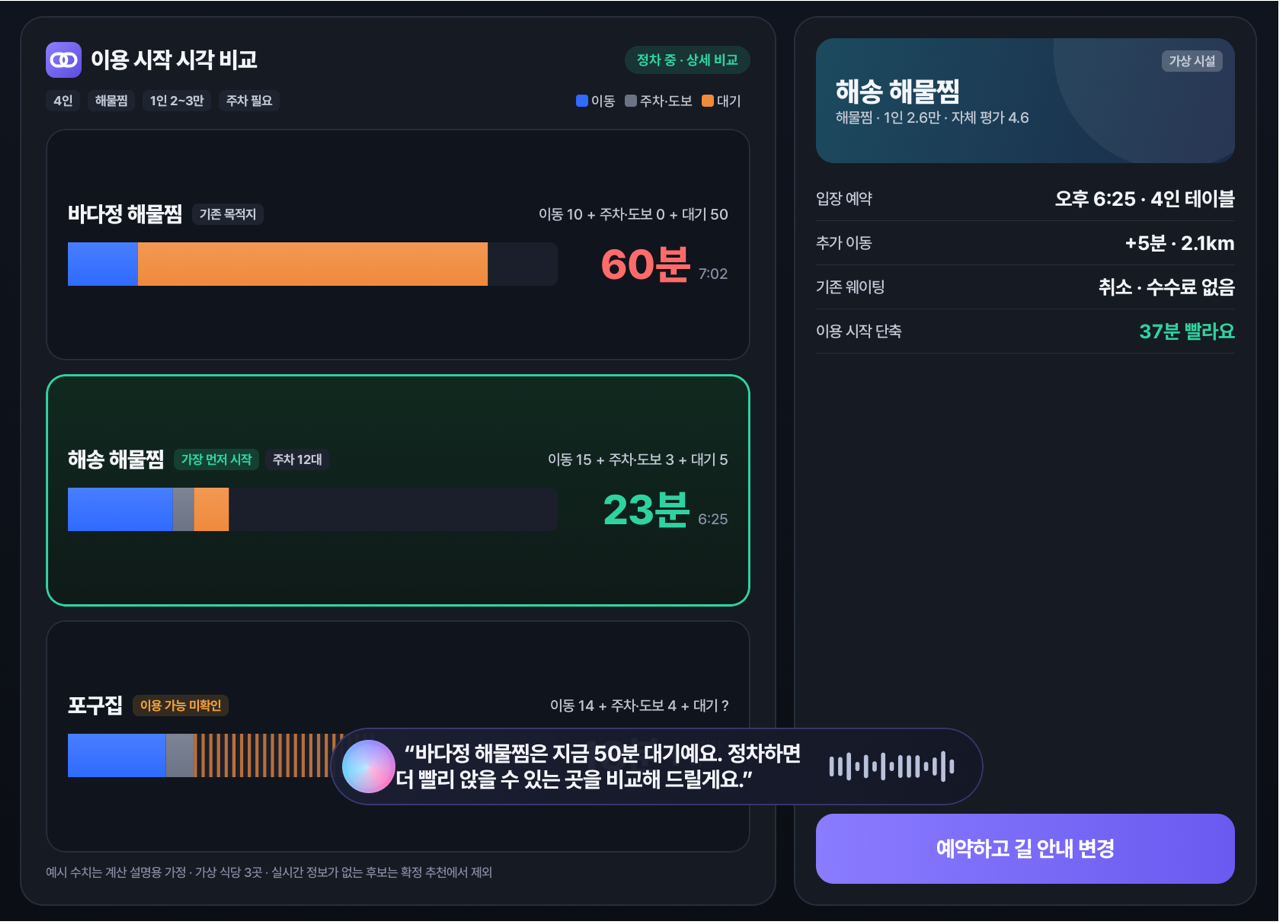 이용 시작 시각 비교
정차 중 · 상세 비교
4인 해물찜 1인 2~3만 주차 필요
이동 주차·도보 대기
바다정 해물찜 기존 목적지
이동 10 + 주차·도보 0 + 대기 50
60분 7:02
해송 해물찜 가장 먼저 시작 주차 12대
이동 15 + 주차·도보 3 + 대기 5
23분 6:25
포구집 이용 가능 미확인
이동 14 + 주차·도보 4 + 대기 ?
“바다정 해물찜은 지금 50분 대기예요. 정차하면
더 빨리 앉을 수 있는 곳을 비교해 드릴게요.”
예시 수치는 계산 설명용 가정 · 가상 식당 3곳 · 실시간 정보가 없는 후보는 확정 추천에서 제외
가상 시설
해송 해물찜
해물찜 · 1인 2.6만 · 자체 평가 4.6
입장 예약 오후 6:25 · 4인 테이블
추가 이동 +5분 · 2.1km
기존 웨이팅 취소 · 수수료 없음
이용 시작 단축 37분 빨라요
예약하고 길 안내 변경